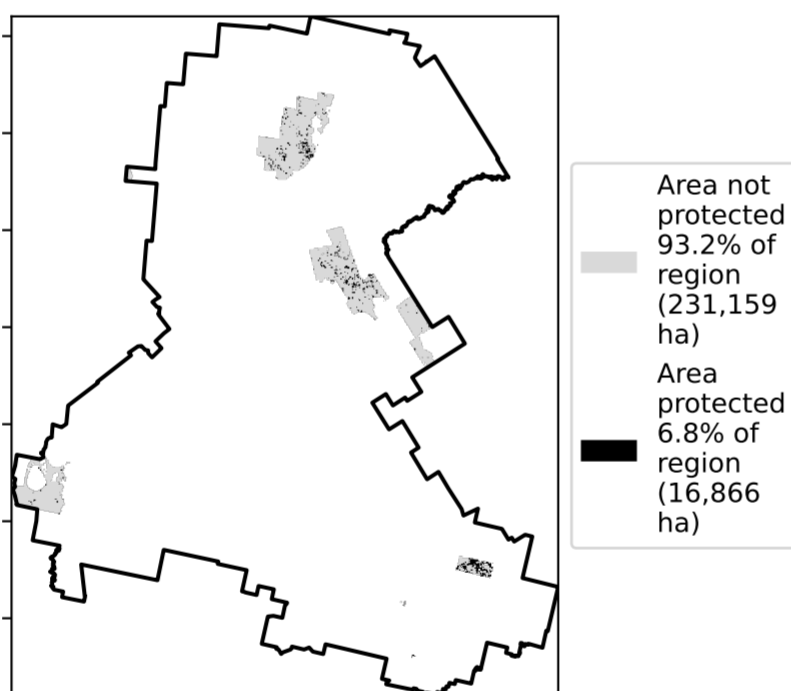 Area not
protected
93.2% of
region
(231,159
ha)
Area
protected
6.8% of
region
(16,866
ha)